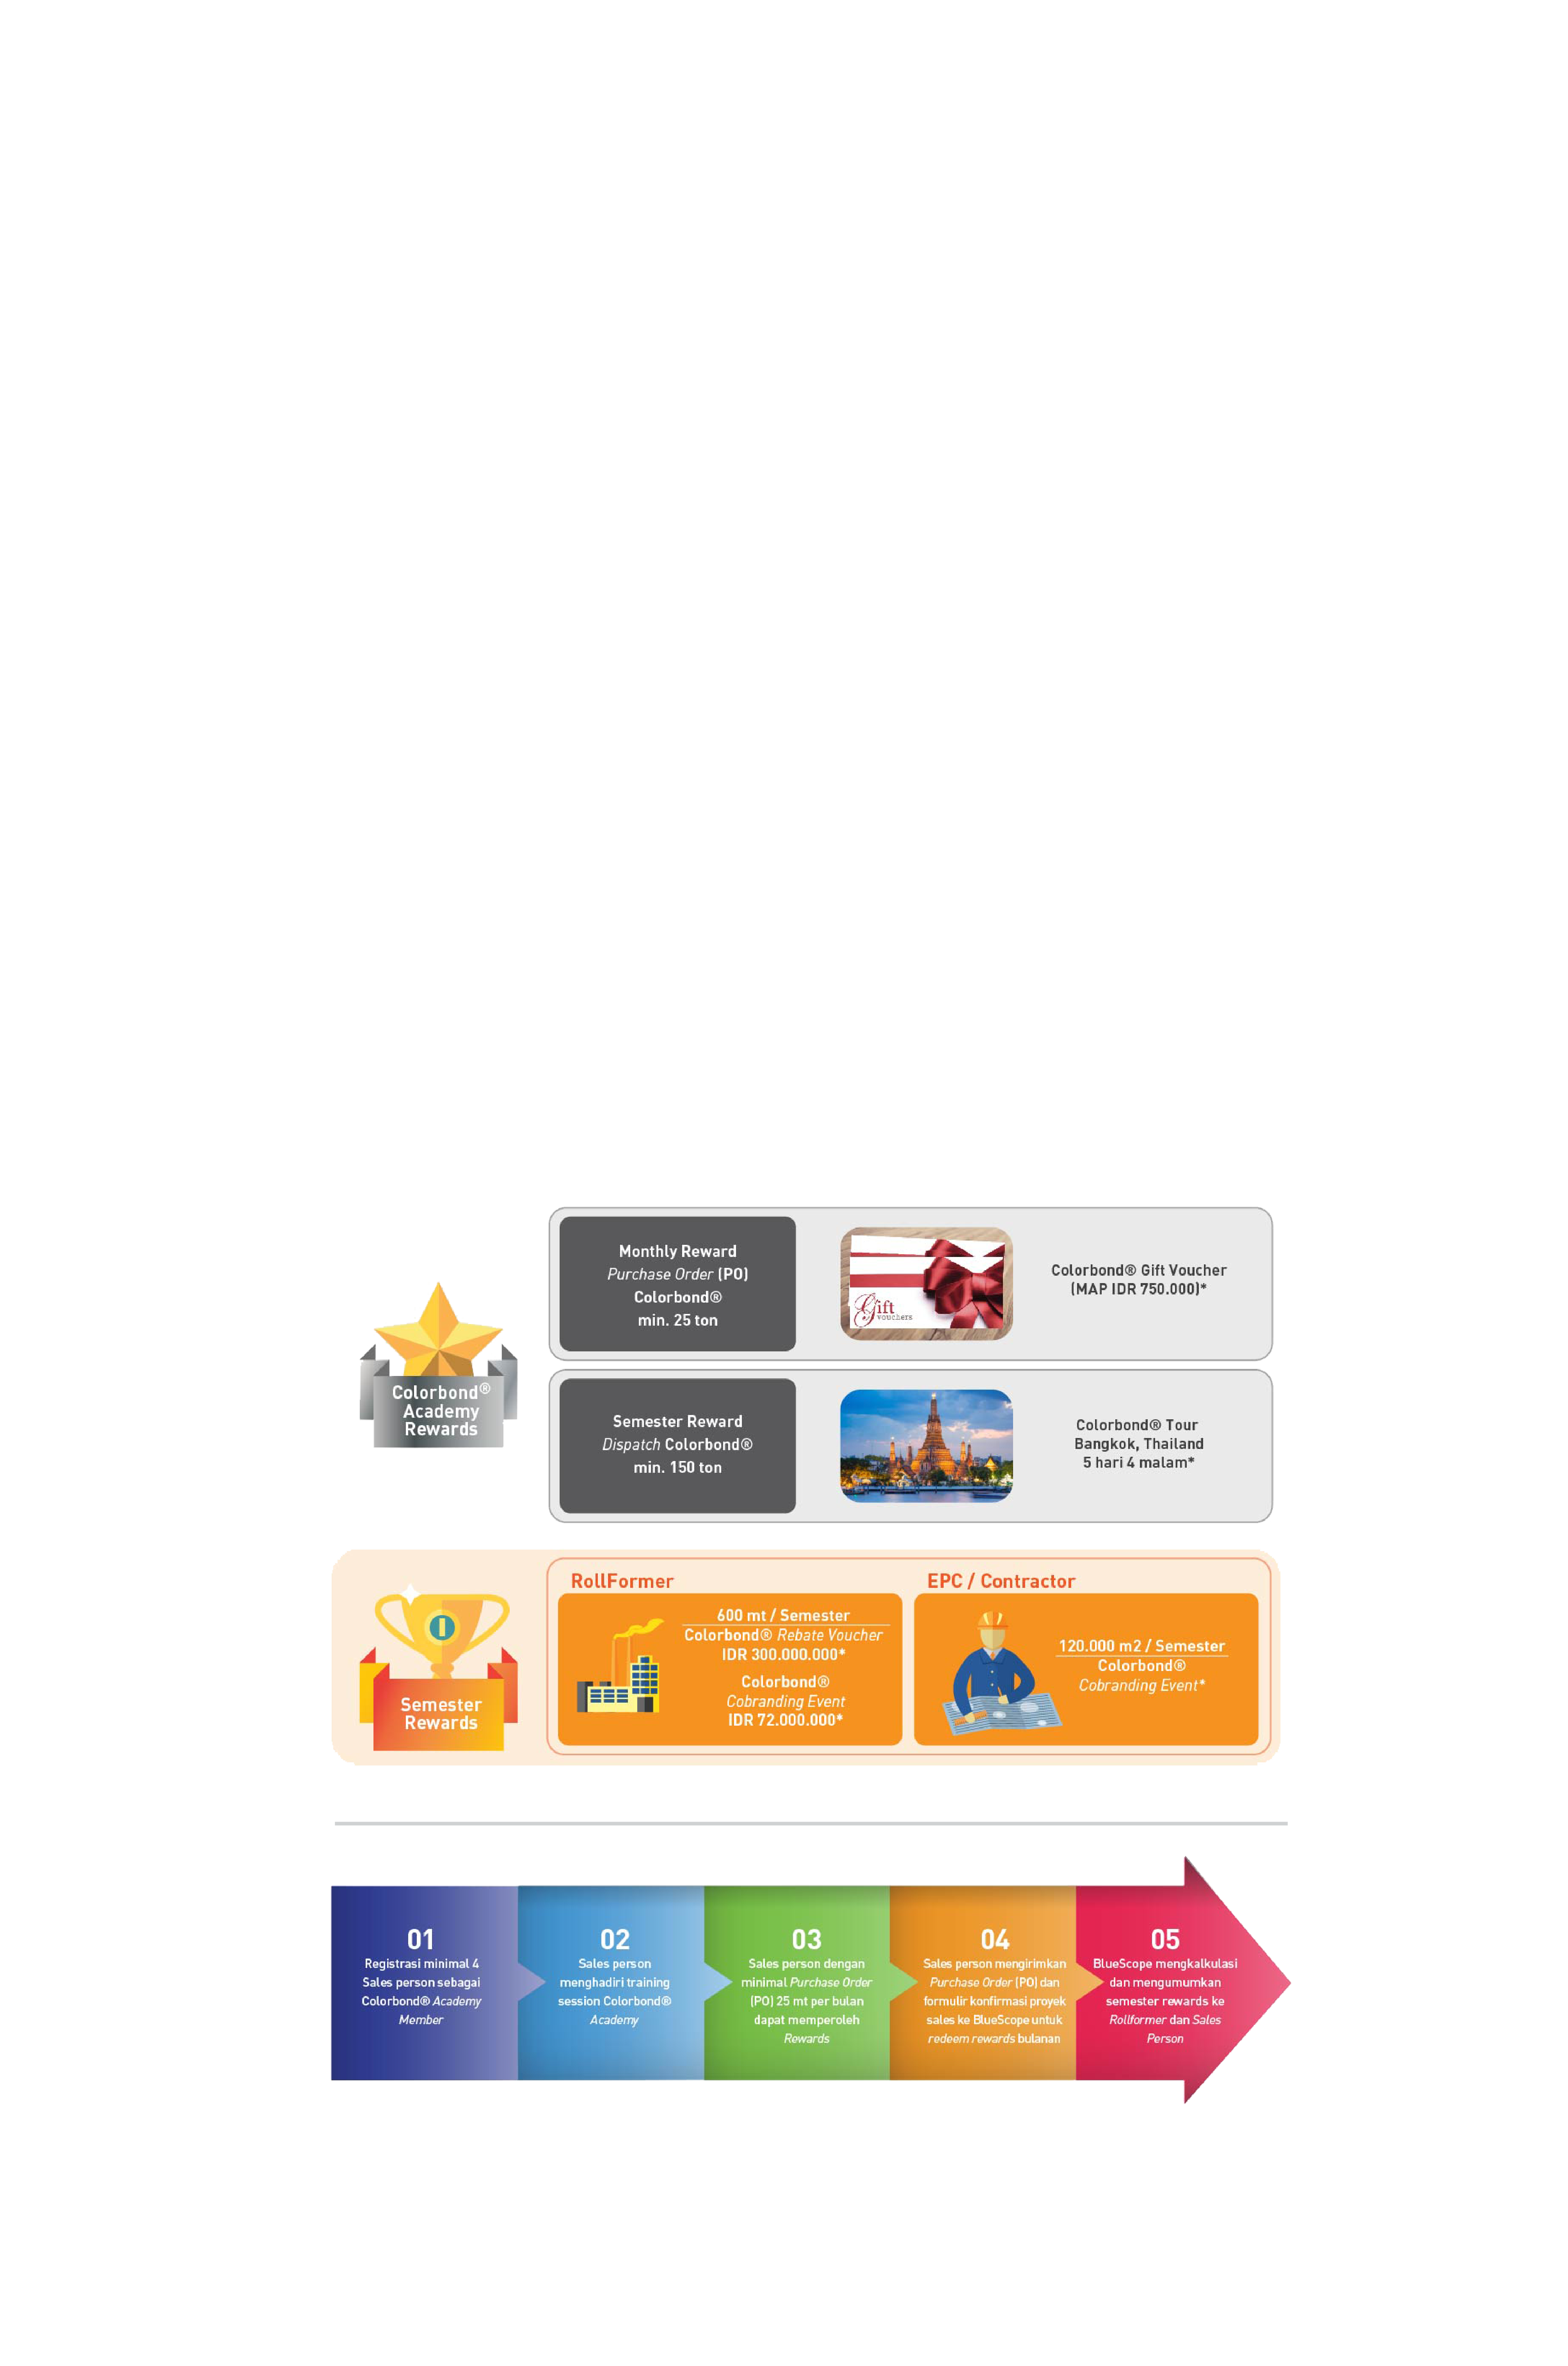 Monthly Reward
Purchase Order (PO)
Colorbond®
min. 25 ton
Gift
vouchers
Colorbond® Gift Voucher
(MAP IDR 750.000)*
Colorbond®
Academy
Rewards
Semester Reward
Dispatch Colorbond®
min. 150 ton
Colorbond® Tour
Bangkok, Thailand
5 hari 4 malam*
Semester
Rewards
RollFormer
600 mt / Semester
Colorbond® Rebate Voucher
IDR 300.000.000*
Colorbond®
Cobranding Event
IDR 72.000.000*
EPC / Contractor
120.000 m2 / Semester
Colorbond®
Cobranding Event*
01
Registrasi minimal 4
Sales person sebagai
Colorbond® Academy
Member
02
Sales person
menghadiri training
session Colorbond®
Academy
03
Sales person dengan
minimal Purchase Order
(PO) 25 mt per bulan
dapat memperoleh
Rewards
04
Sales person mengirimkan
Purchase Order (PO) dan
formulir konfirmasi proyek
sales ke BlueScope untuk
redeem rewards bulanan
05
BlueScope mengkalkulasi
dan mengumumkan
semester rewards ke
Rollformer dan Sales
Person